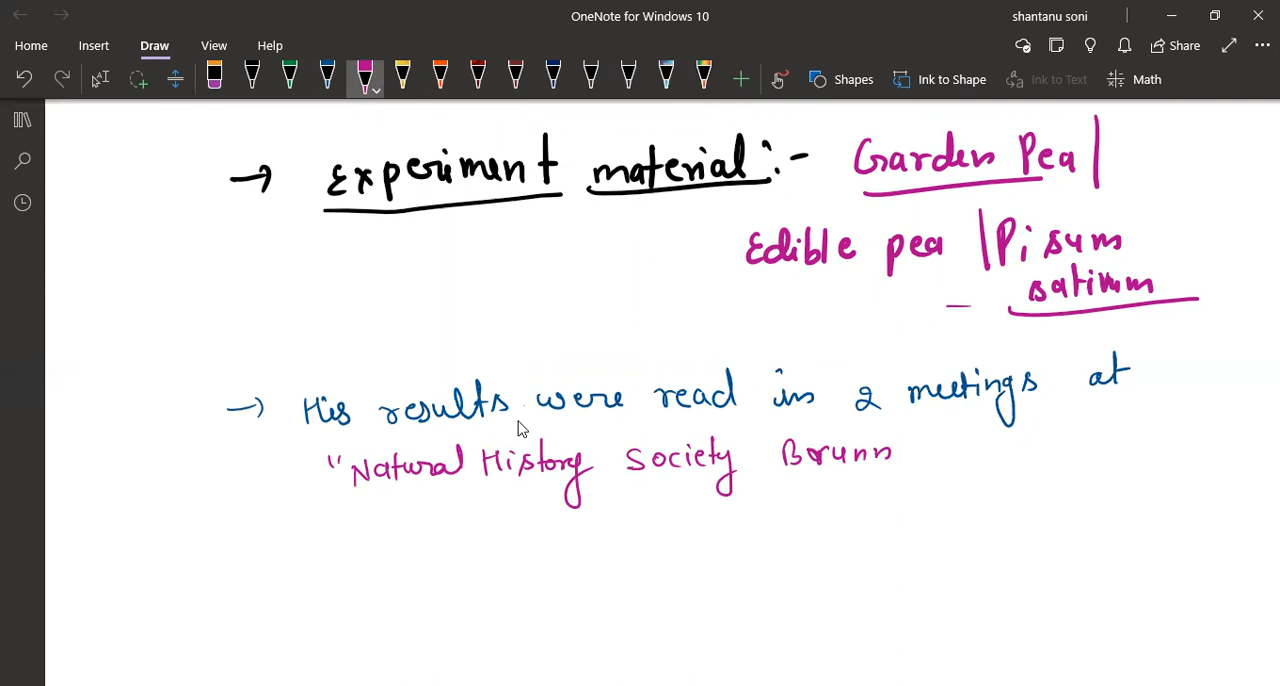 OneNote for Windows 10
shantanu soni
Home Insert Draw View Help
Share
Shapes Ink to Shape Ink to Text Math
→ Experiment material :- Garden Pea |
Edible pea | Pisum
sativum
→ His results were read in 2 meetings at
"Natural History Society Borunn